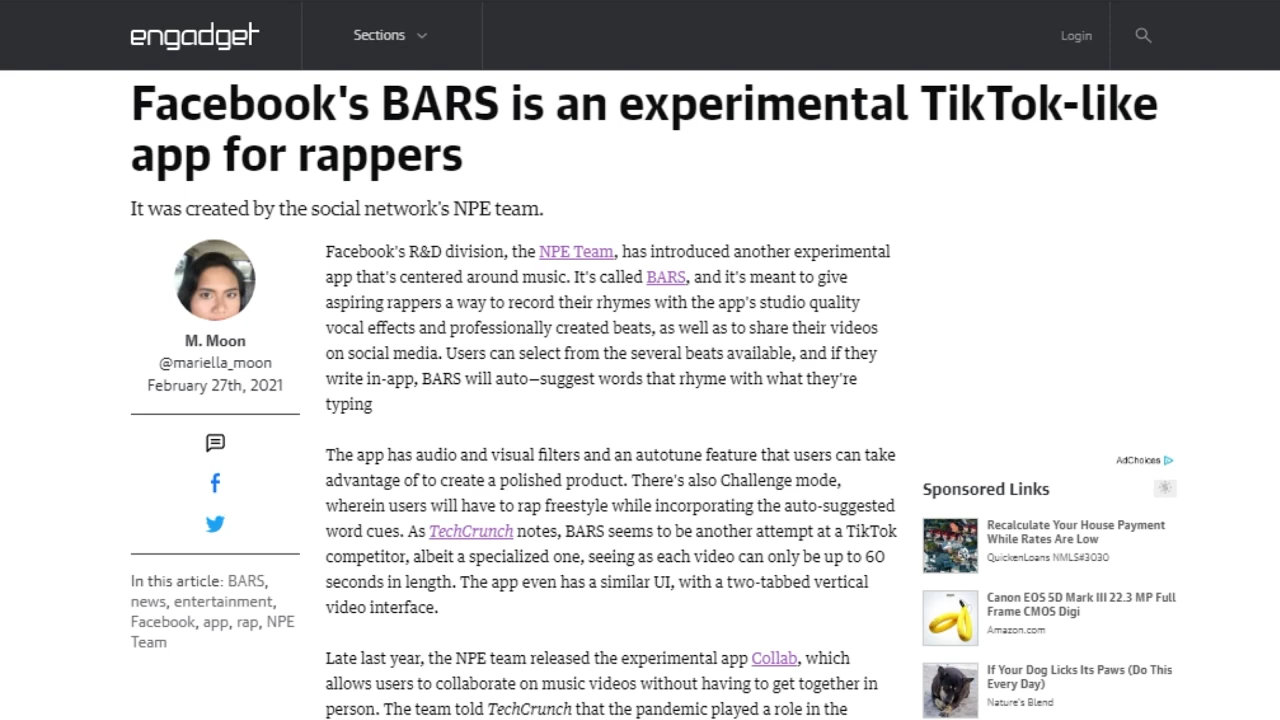 engadget
Sections
Login
Facebook's BARS is an experimental TikTok-like
app for rappers
It was created by the social network's NPE team.
M. Moon
@mariella_moon
February 27th, 2021
In this article: BARS,
news, entertainment,
Facebook, app, rap, NPE
Team
Facebook's R&D division, the NPE Team, has introduced another experimental
app that's centered around music. It's called BARS, and it's meant to give
aspiring rappers a way to record their rhymes with the app's studio quality
vocal effects and professionally created beats, as well as to share their videos
on social media. Users can select from the several beats available, and if they
write in-app, BARS will auto—suggest words that rhyme with what they're
typing
The app has audio and visual filters and an autotune feature that users can take
advantage of to create a polished product. There's also Challenge mode,
wherein users will have to rap freestyle while incorporating the auto-suggested
word cues. As TechCrunch notes, BARS seems to be another attempt at a TikTok
competitor, albeit a specialized one, seeing as each video can only be up to 60
seconds in length. The app even has a similar UI, with a two-tabbed vertical
video interface.
Late last year, the NPE team released the experimental app Collab, which
allows users to collaborate on music videos without having to get together in
person. The team told TechCrunch that the pandemic played a role in the
AdChoices
Sponsored Links
Recalculate Your House Payment
While Rates Are Low
QuickenLoans NMLS#3030
Canon EOS 5D Mark III 22.3 MP Full
Frame CMOS Digi
Amazon.com
If Your Dog Licks Its Paws (Do This
Every Day)
Nature's Blend